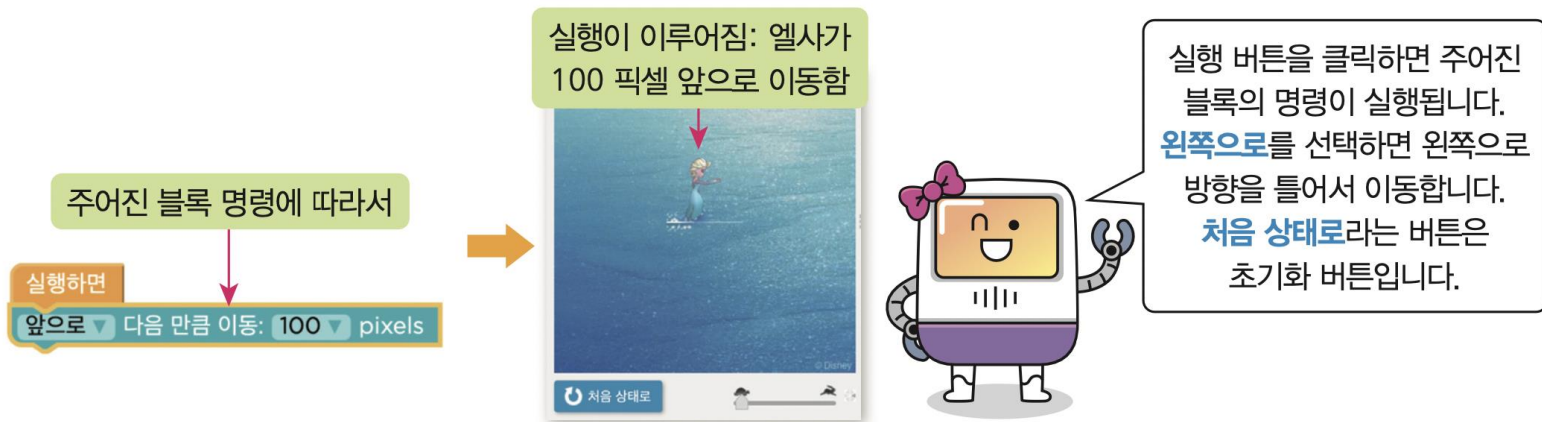 주어진 블록 명령에 따라서
실행하면
앞으로 ▼ 다음 만큼 이동: 100 ▼ pixels
실행이 이루어짐: 엘사가
100 픽셀 앞으로 이동함
© Disney
처음 상태로
실행 버튼을 클릭하면 주어진
블록의 명령이 실행됩니다.
왼쪽으로를 선택하면 왼쪽으로
방향을 틀어서 이동합니다.
처음 상태로라는 버튼은
초기화 버튼입니다.